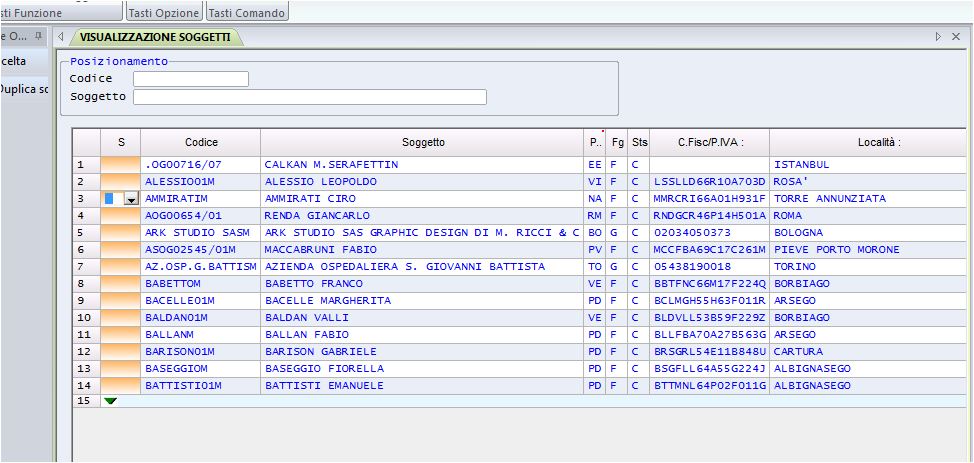 sti Funzione Tasti Opzione Tasti Comando
e O... VISUALIZZAZIONE SOGGETTI
celta
Duplica sc
Posizionamento
Codice
Soggetto
S Codice Soggetto P.. Fg Sts C.Fisc/P.IVA : Località :
1 .OG00716/07 CALKAN M.SERAFETTIN EE F C ISTANBUL
2 ALESSIO01M ALESSIO LEOPOLDO VI F C LSSLLD66R10A703D ROSA'
3 AMMIRATIM AMMIRATI CIRO NA F C MMRCRI66A01H931F TORRE ANNUNZIATA
4 AOG00654/01 RENDA GIANCARLO RM F C RNDGCR46P14H501A ROMA
5 ARK STUDIO SASM ARK STUDIO SAS GRAPHIC DESIGN DI M. RICCI & C BO G C 02034050373 BOLOGNA
6 ASOG02545/01M MACCABRUNI FABIO PV F C MCCFBA69C17C261M PIEVE PORTO MORONE
7 AZ.OSP.G.BATTISM AZIENDA OSPEDALIERA S. GIOVANNI BATTISTA TO G C 05438190018 TORINO
8 BABETTOM BABETTO FRANCO VE F C BBTFNC66M17F224Q BORBIAGO
9 BACELLE01M BACELLE MARGHERITA PD F C BCLMGH55H63F011R ARSEGO
10 BALDAN01M BALDAN VALLI VE F C BLDVLL53B59F229Z BORBIAGO
11 BALLANM BALLAN FABIO PD F C BLLFBA70A27B563G ARSEGO
12 BARISON01M BARISON GABRIELE PD F C BRSGRL54E11B848U CARTURA
13 BASEGGIOM BASEGGIO FIORELLA PD F C BSGFLL64A55G224J ALBIGNASEGO
14 BATTISTI01M BATTISTI EMANUELE PD F C BTTMNL64P02F011G ALBIGNASEGO
15